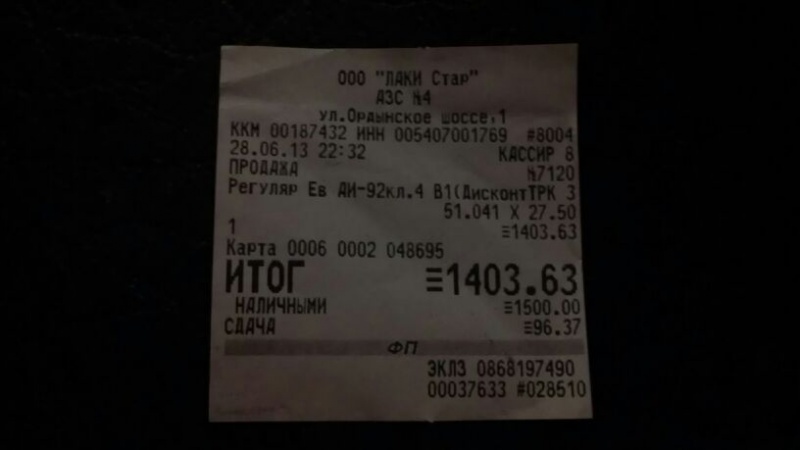 ООО "ЛАКИ Стар"
АЗС №4
ул.Ордынское шоссе,1
ККМ 00187432 ИНН 005407001769 #8004
28.06.13 22:32 КАССИР 8
ПРОДАЖА №7120
Регуляр Ев АИ-92кл.4 В1(ДисконтТРК 3
51.041 X 27.50
1 ≡1403.63
Карта 0006 0002 048695
ИТОГ ≡1403.63
НАЛИЧНЫМИ ≡1500.00
СДАЧА ≡96.37
ФП
ЭКЛЗ 0868197490
00037633 #028510